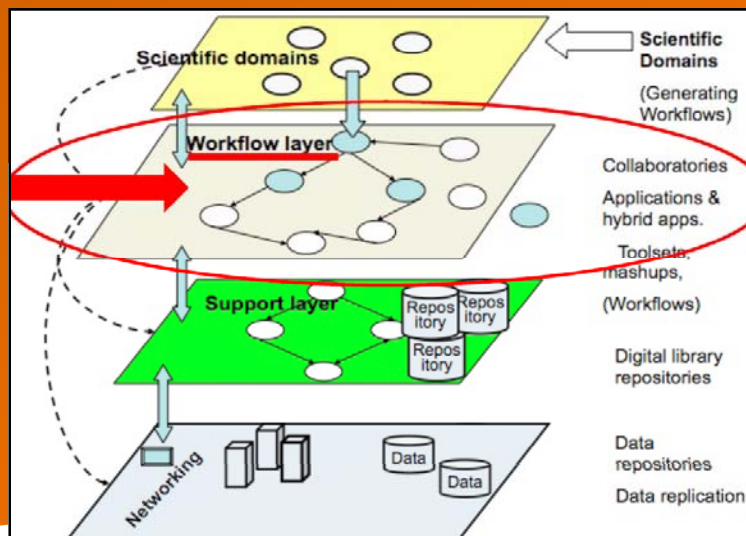 Scientific domains
Scientific
Domains
(Generating
Workflows)
Workflow layer
Collaboratories
Applications &
hybrid apps.
Toolsets,
mashups,
(Workflows)
Support layer
Repos
itory
Repos
itory
Repos
itory
Digital library
repositories
Networking
Data
Data
Data
repositories
Data replication